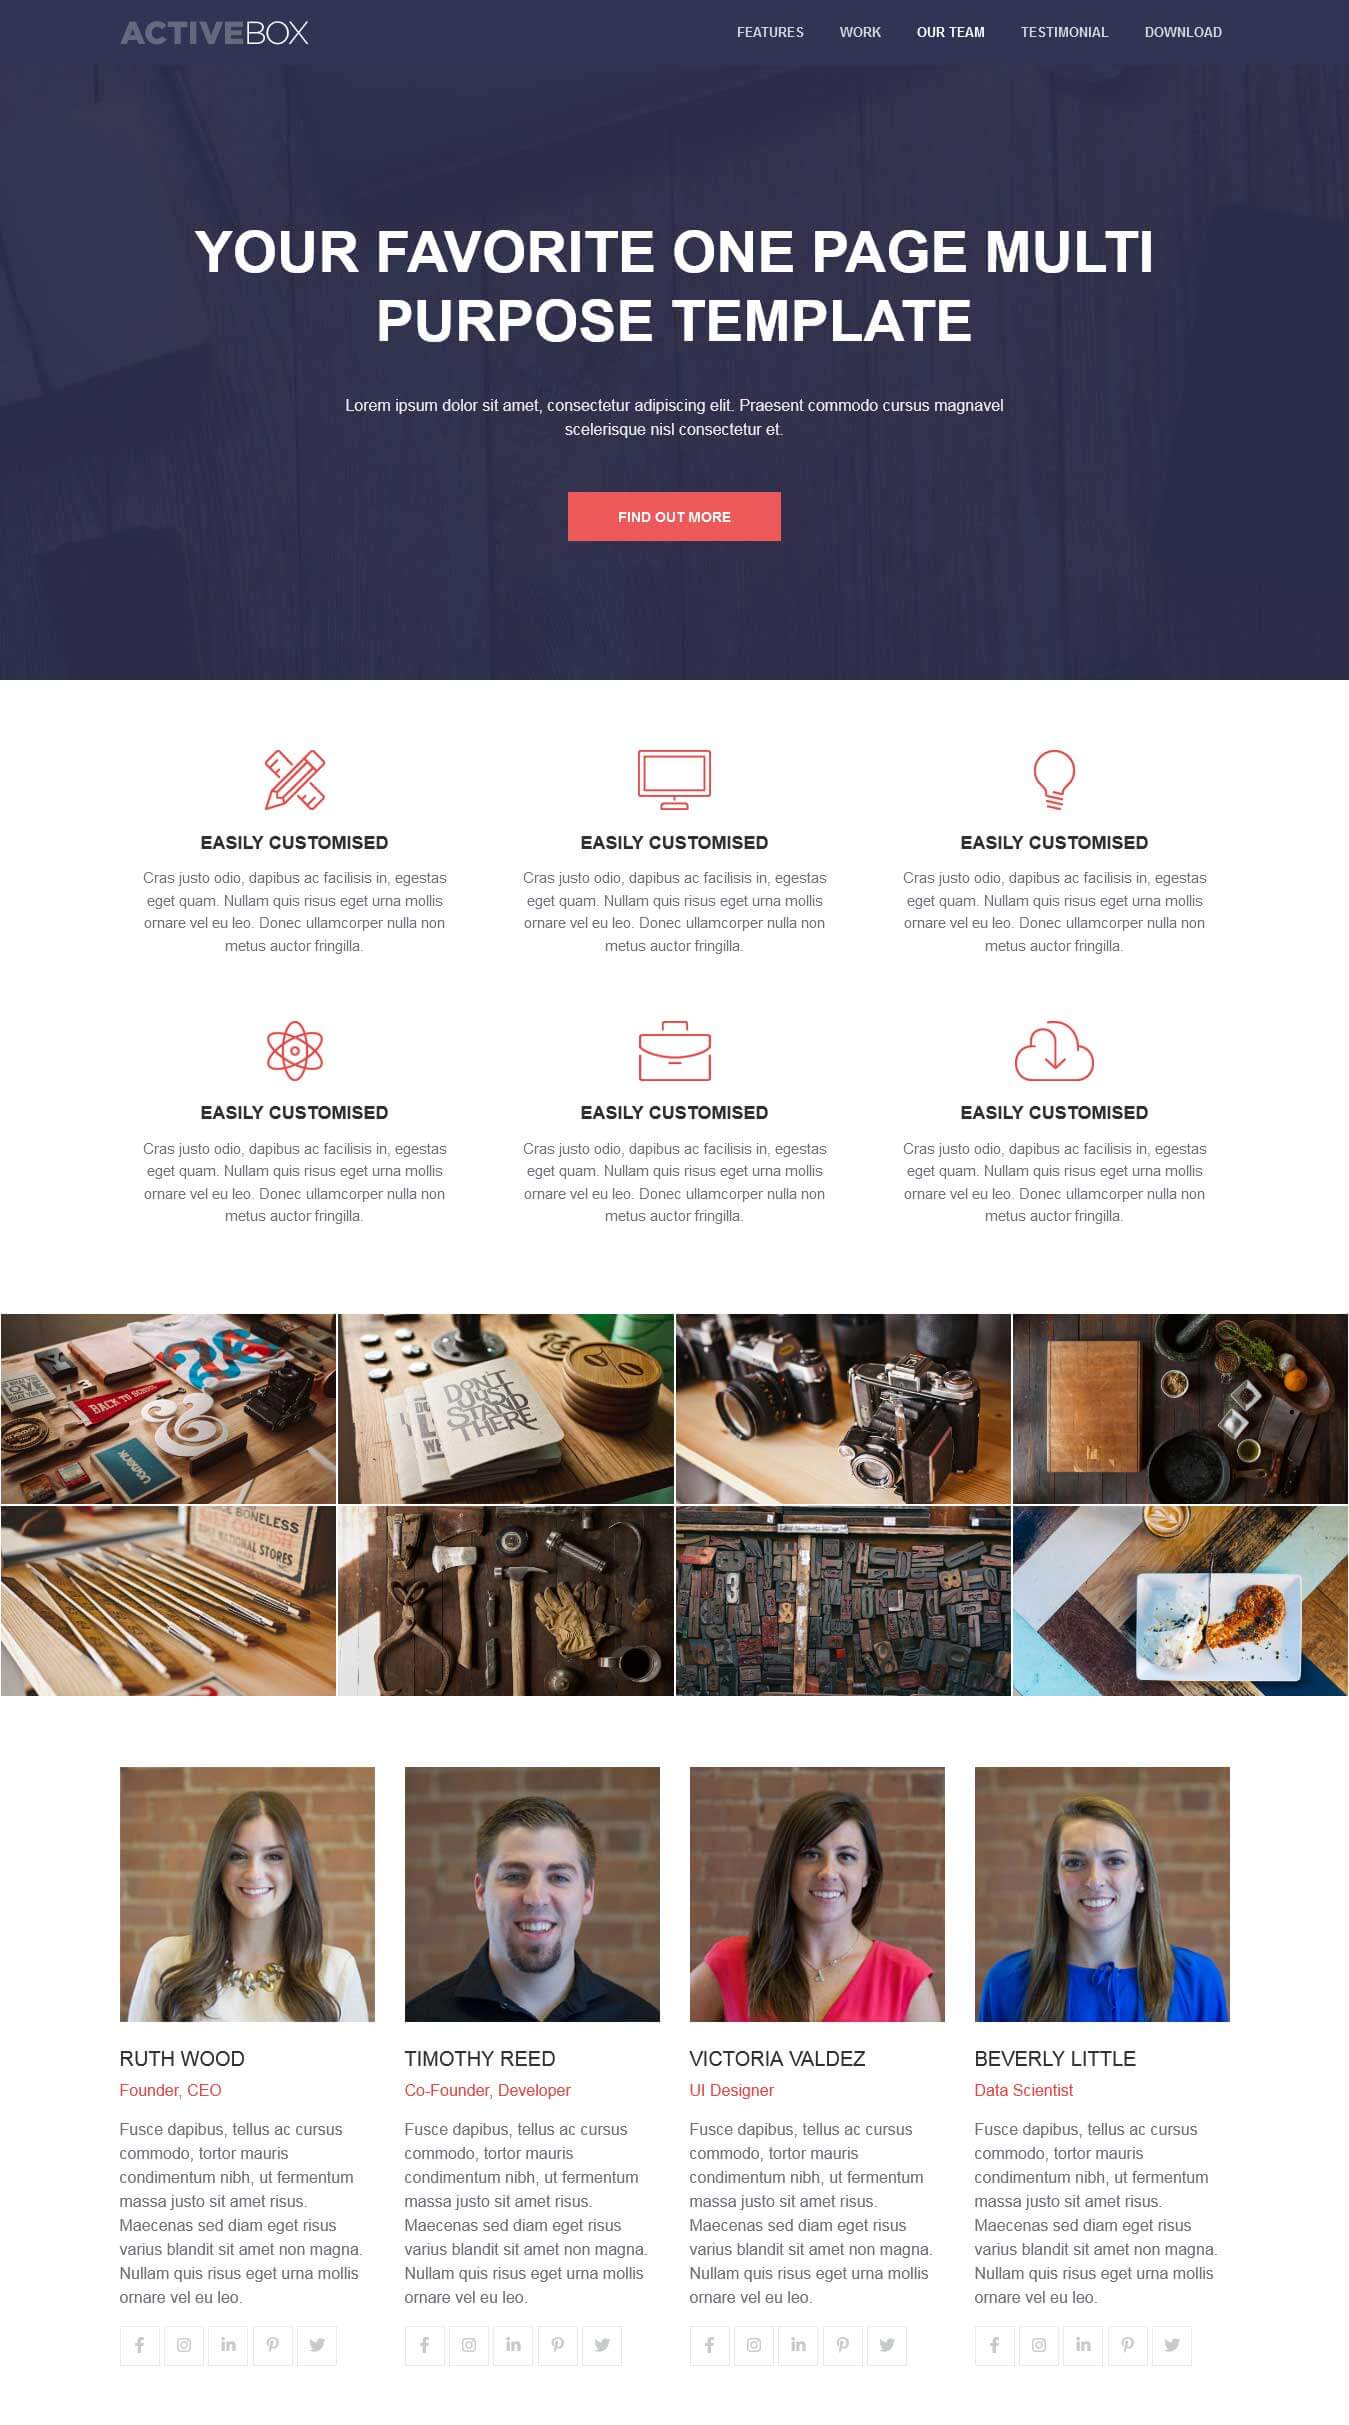 ACTIVEBOX
FEATURES WORK OUR TEAM TESTIMONIAL DOWNLOAD
YOUR FAVORITE ONE PAGE MULTI
PURPOSE TEMPLATE
Lorem ipsum dolor sit amet, consectetur adipiscing elit. Praesent commodo cursus magnavel
scelerisque nisl consectetur et.
FIND OUT MORE
EASILY CUSTOMISED
Cras justo odio, dapibus ac facilisis in, egestas
eget quam. Nullam quis risus eget urna mollis
ornare vel eu leo. Donec ullamcorper nulla non
metus auctor fringilla.
EASILY CUSTOMISED
Cras justo odio, dapibus ac facilisis in, egestas
eget quam. Nullam quis risus eget urna mollis
ornare vel eu leo. Donec ullamcorper nulla non
metus auctor fringilla.
EASILY CUSTOMISED
Cras justo odio, dapibus ac facilisis in, egestas
eget quam. Nullam quis risus eget urna mollis
ornare vel eu leo. Donec ullamcorper nulla non
metus auctor fringilla.
EASILY CUSTOMISED
Cras justo odio, dapibus ac facilisis in, egestas
eget quam. Nullam quis risus eget urna mollis
ornare vel eu leo. Donec ullamcorper nulla non
metus auctor fringilla.
EASILY CUSTOMISED
Cras justo odio, dapibus ac facilisis in, egestas
eget quam. Nullam quis risus eget urna mollis
ornare vel eu leo. Donec ullamcorper nulla non
metus auctor fringilla.
EASILY CUSTOMISED
Cras justo odio, dapibus ac facilisis in, egestas
eget quam. Nullam quis risus eget urna mollis
ornare vel eu leo. Donec ullamcorper nulla non
metus auctor fringilla.
BACK TO SCHOOL
&
DON'T
JUST
STAND
THERE
BONELESS
NATIONAL STORES
RUTH WOOD
Founder, CEO
Fusce dapibus, tellus ac cursus
commodo, tortor mauris
condimentum nibh, ut fermentum
massa justo sit amet risus.
Maecenas sed diam eget risus
varius blandit sit amet non magna.
Nullam quis risus eget urna mollis
ornare vel eu leo.
TIMOTHY REED
Co-Founder, Developer
Fusce dapibus, tellus ac cursus
commodo, tortor mauris
condimentum nibh, ut fermentum
massa justo sit amet risus.
Maecenas sed diam eget risus
varius blandit sit amet non magna.
Nullam quis risus eget urna mollis
ornare vel eu leo.
VICTORIA VALDEZ
UI Designer
Fusce dapibus, tellus ac cursus
commodo, tortor mauris
condimentum nibh, ut fermentum
massa justo sit amet risus.
Maecenas sed diam eget risus
varius blandit sit amet non magna.
Nullam quis risus eget urna mollis
ornare vel eu leo.
BEVERLY LITTLE
Data Scientist
Fusce dapibus, tellus ac cursus
commodo, tortor mauris
condimentum nibh, ut fermentum
massa justo sit amet risus.
Maecenas sed diam eget risus
varius blandit sit amet non magna.
Nullam quis risus eget urna mollis
ornare vel eu leo.